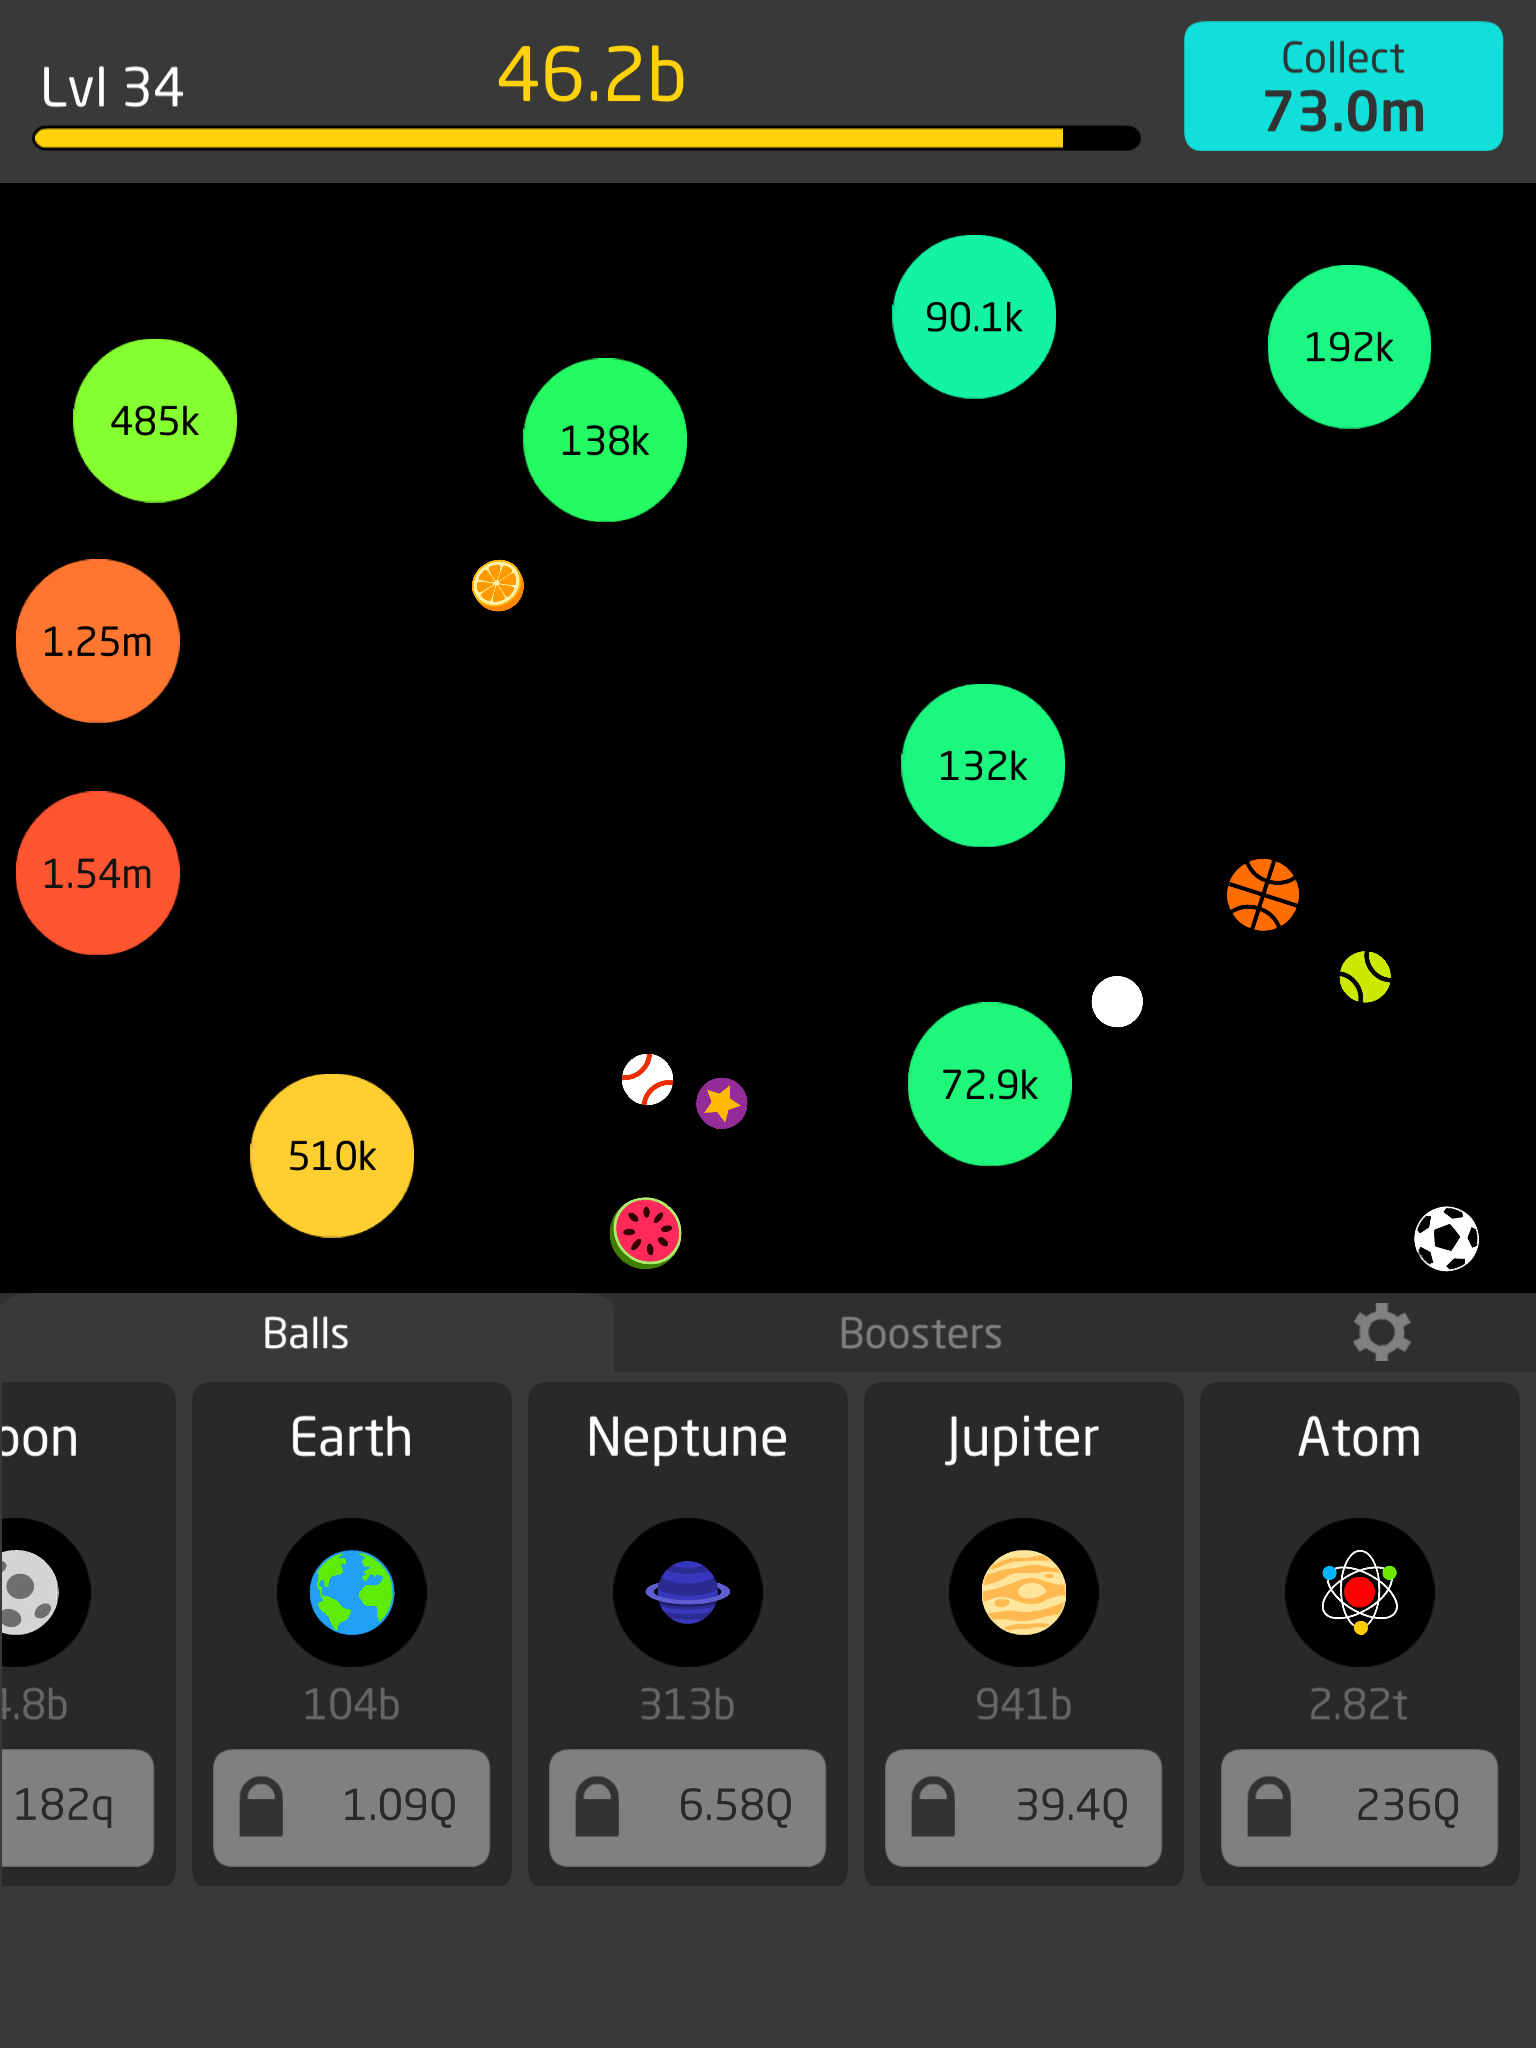 Lvl 34
46.2b
Collect
73.0m
90.1k
192k
485k
138k
1.25m
132k
1.54m
72.9k
510k
Balls
Boosters
oon
Earth
Neptune
Jupiter
Atom
4.8b
104b
313b
941b
2.82t
182q
1.09Q
6.58Q
39.4Q
236Q